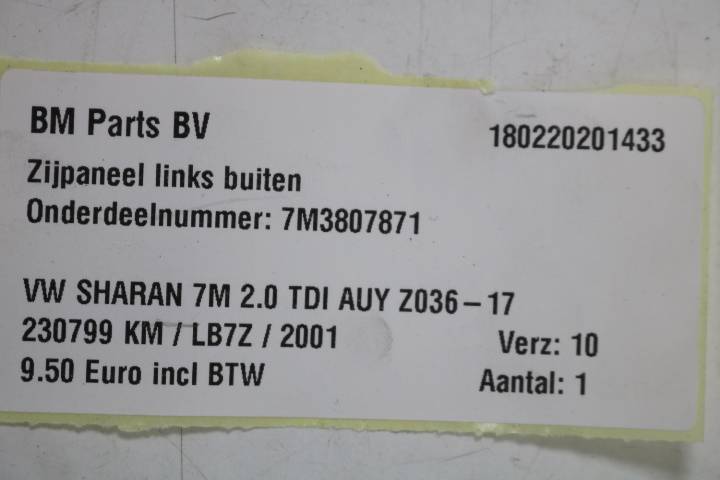 BM Parts BV 180220201433
Zijpaneel links buiten
Onderdeelnummer: 7M3807871
VW SHARAN 7M 2.0 TDI AUY Z036-17
230799 KM / LB7Z / 2001 Verz: 10
9.50 Euro incl BTW Aantal: 1